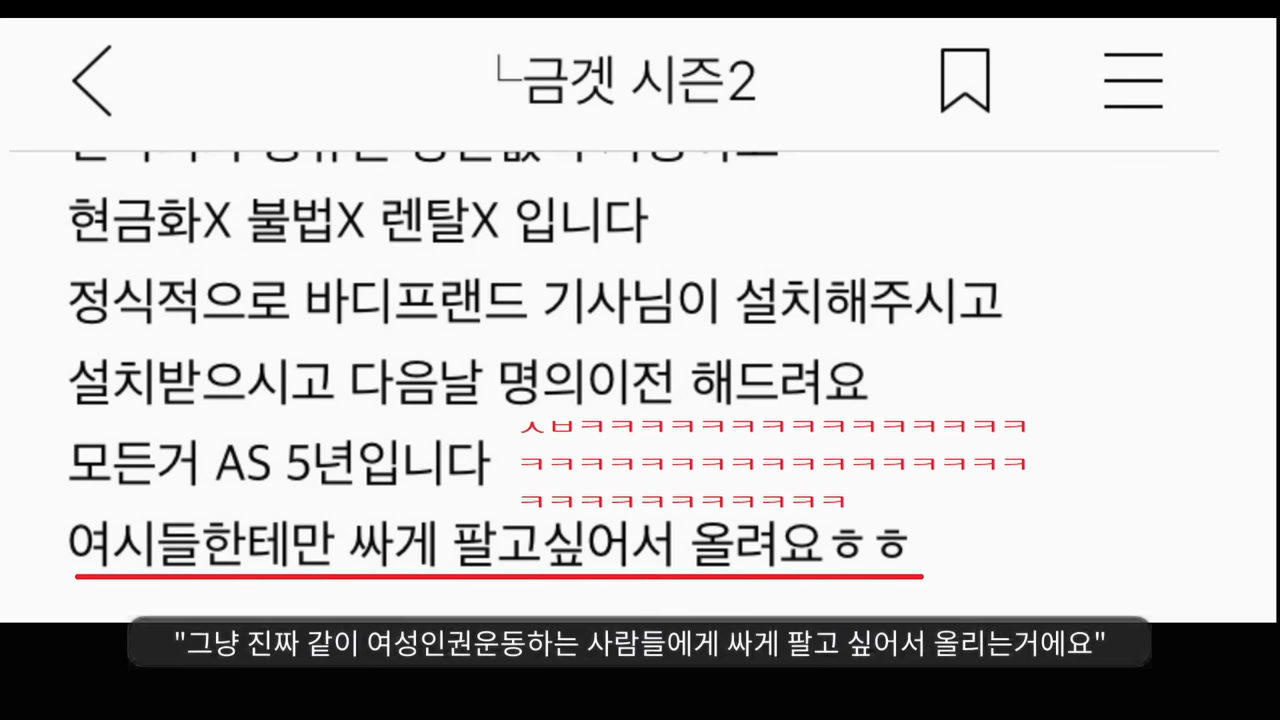 └금겟 시즌2
현금화X 불법X 렌탈X 입니다
정식적으로 바디프랜드 기사님이 설치해주시고
설치받으시고 다음날 명의이전 해드려요
ㅅㅂㅋㅋㅋㅋㅋㅋㅋㅋㅋㅋㅋㅋㅋㅋㅋ
모든거 AS 5년입니다
ㅋㅋㅋㅋㅋㅋㅋㅋㅋㅋㅋㅋㅋㅋㅋㅋㅋ
ㅋㅋㅋㅋㅋㅋㅋㅋㅋㅋㅋ
여시들한테만 싸게 팔고싶어서 올려요ㅎㅎ
"그냥 진짜 같이 여성인권운동하는 사람들에게 싸게 팔고 싶어서 올리는거에요"